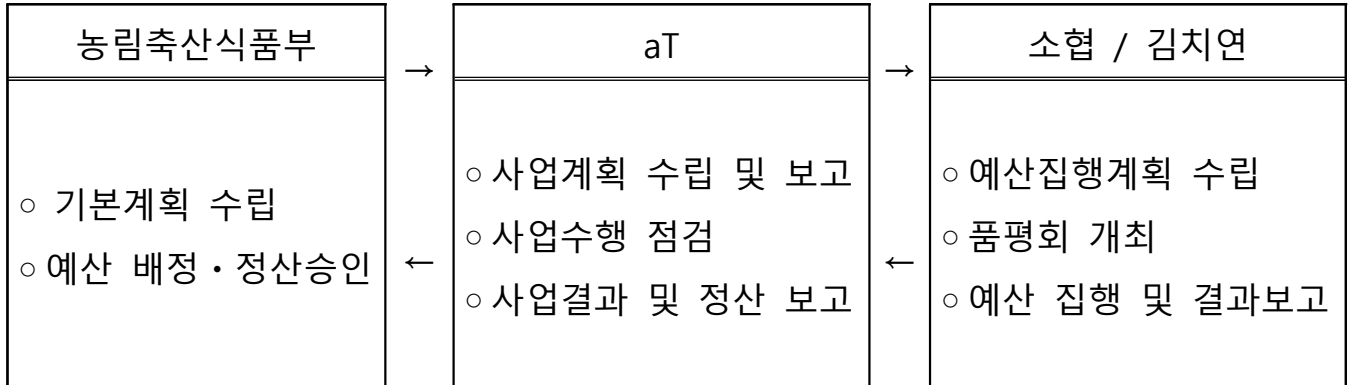 농림축산식품부
○ 기본계획 수립
○ 예산 배정・정산승인
→
←
aT
○ 사업계획 수립 및 보고
○ 사업수행 점검
○ 사업결과 및 정산 보고
→
←
소협 / 김치연
○ 예산집행계획 수립
○ 품평회 개최
○ 예산 집행 및 결과보고